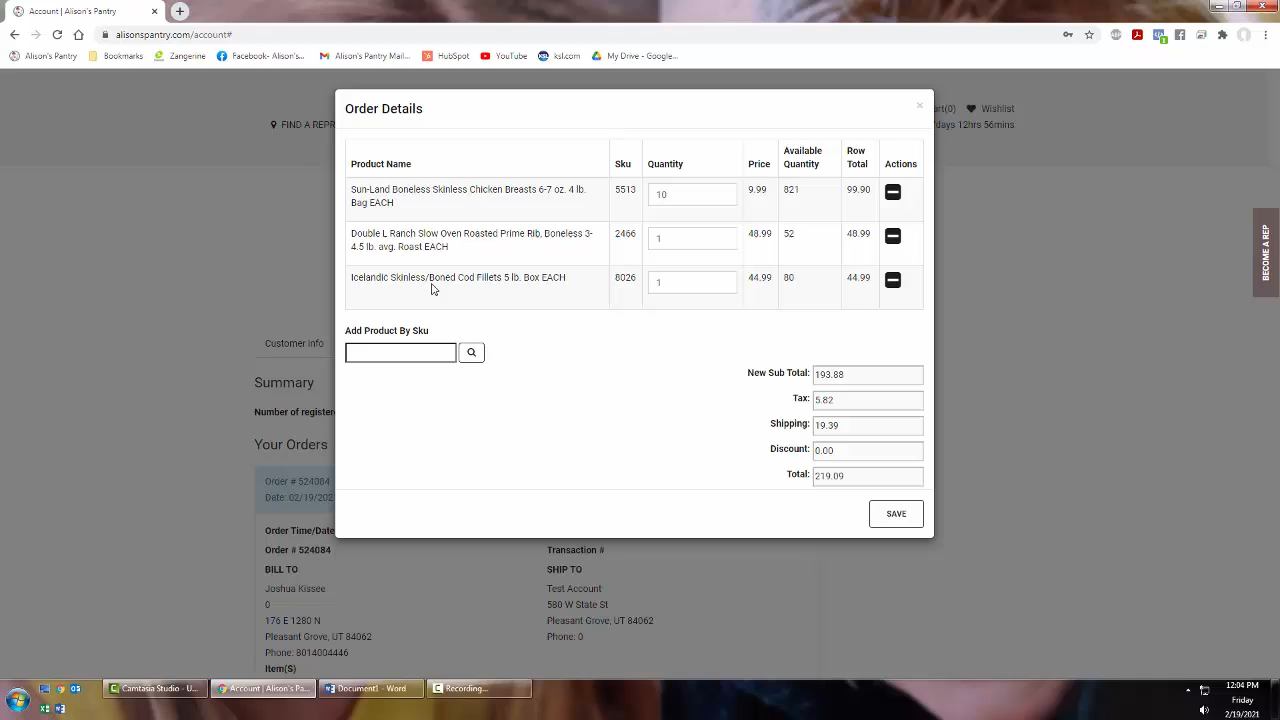 Account | Alison's Pantry
alisonspantry.com/account#
Alison's Pantry
Bookmarks
Zangerine
Facebook- Alison's...
Alison's Pantry Mail...
HubSpot
YouTube
ksl.com
My Drive - Google...
art(0) Wishlist
FIND A REPR
days 12hrs 56mins
Order Details
×
Product Name Sku Quantity Price Available Quantity Row Total Actions
Sun-Land Boneless Skinless Chicken Breasts 6-7 oz. 4 lb. 5513 10 9.99 821 99.90
Bag EACH
Double L Ranch Slow Oven Roasted Prime Rib, Boneless 3- 2466 1 48.99 52 48.99
4.5 lb. avg. Roast EACH
Icelandic Skinless/Boned Cod Fillets 5 lb. Box EACH 8026 1 44.99 80 44.99
BECOME A REP
Add Product By Sku
New Sub Total: 193.88
Tax: 5.82
Shipping: 19.39
Discount: 0.00
Total: 219.09
SAVE
Customer info
Summary
Number of register
Your Orders
Order # 524084
Date: 02/19/202
Order Time/Date
Order # 524084 Transaction #
BILL TO SHIP TO
Joshua Kissee Test Account
0 580 W State St
176 E 1280 N Pleasant Grove, UT 84062
Pleasant Grove, UT 84062 Phone: 0
Phone: 8014004446
Item(S)
Camtasia Studio - U...
Account | Alison's Pa...
Document1 - Word
Recording...
12:04 PM
Friday
2/19/2021